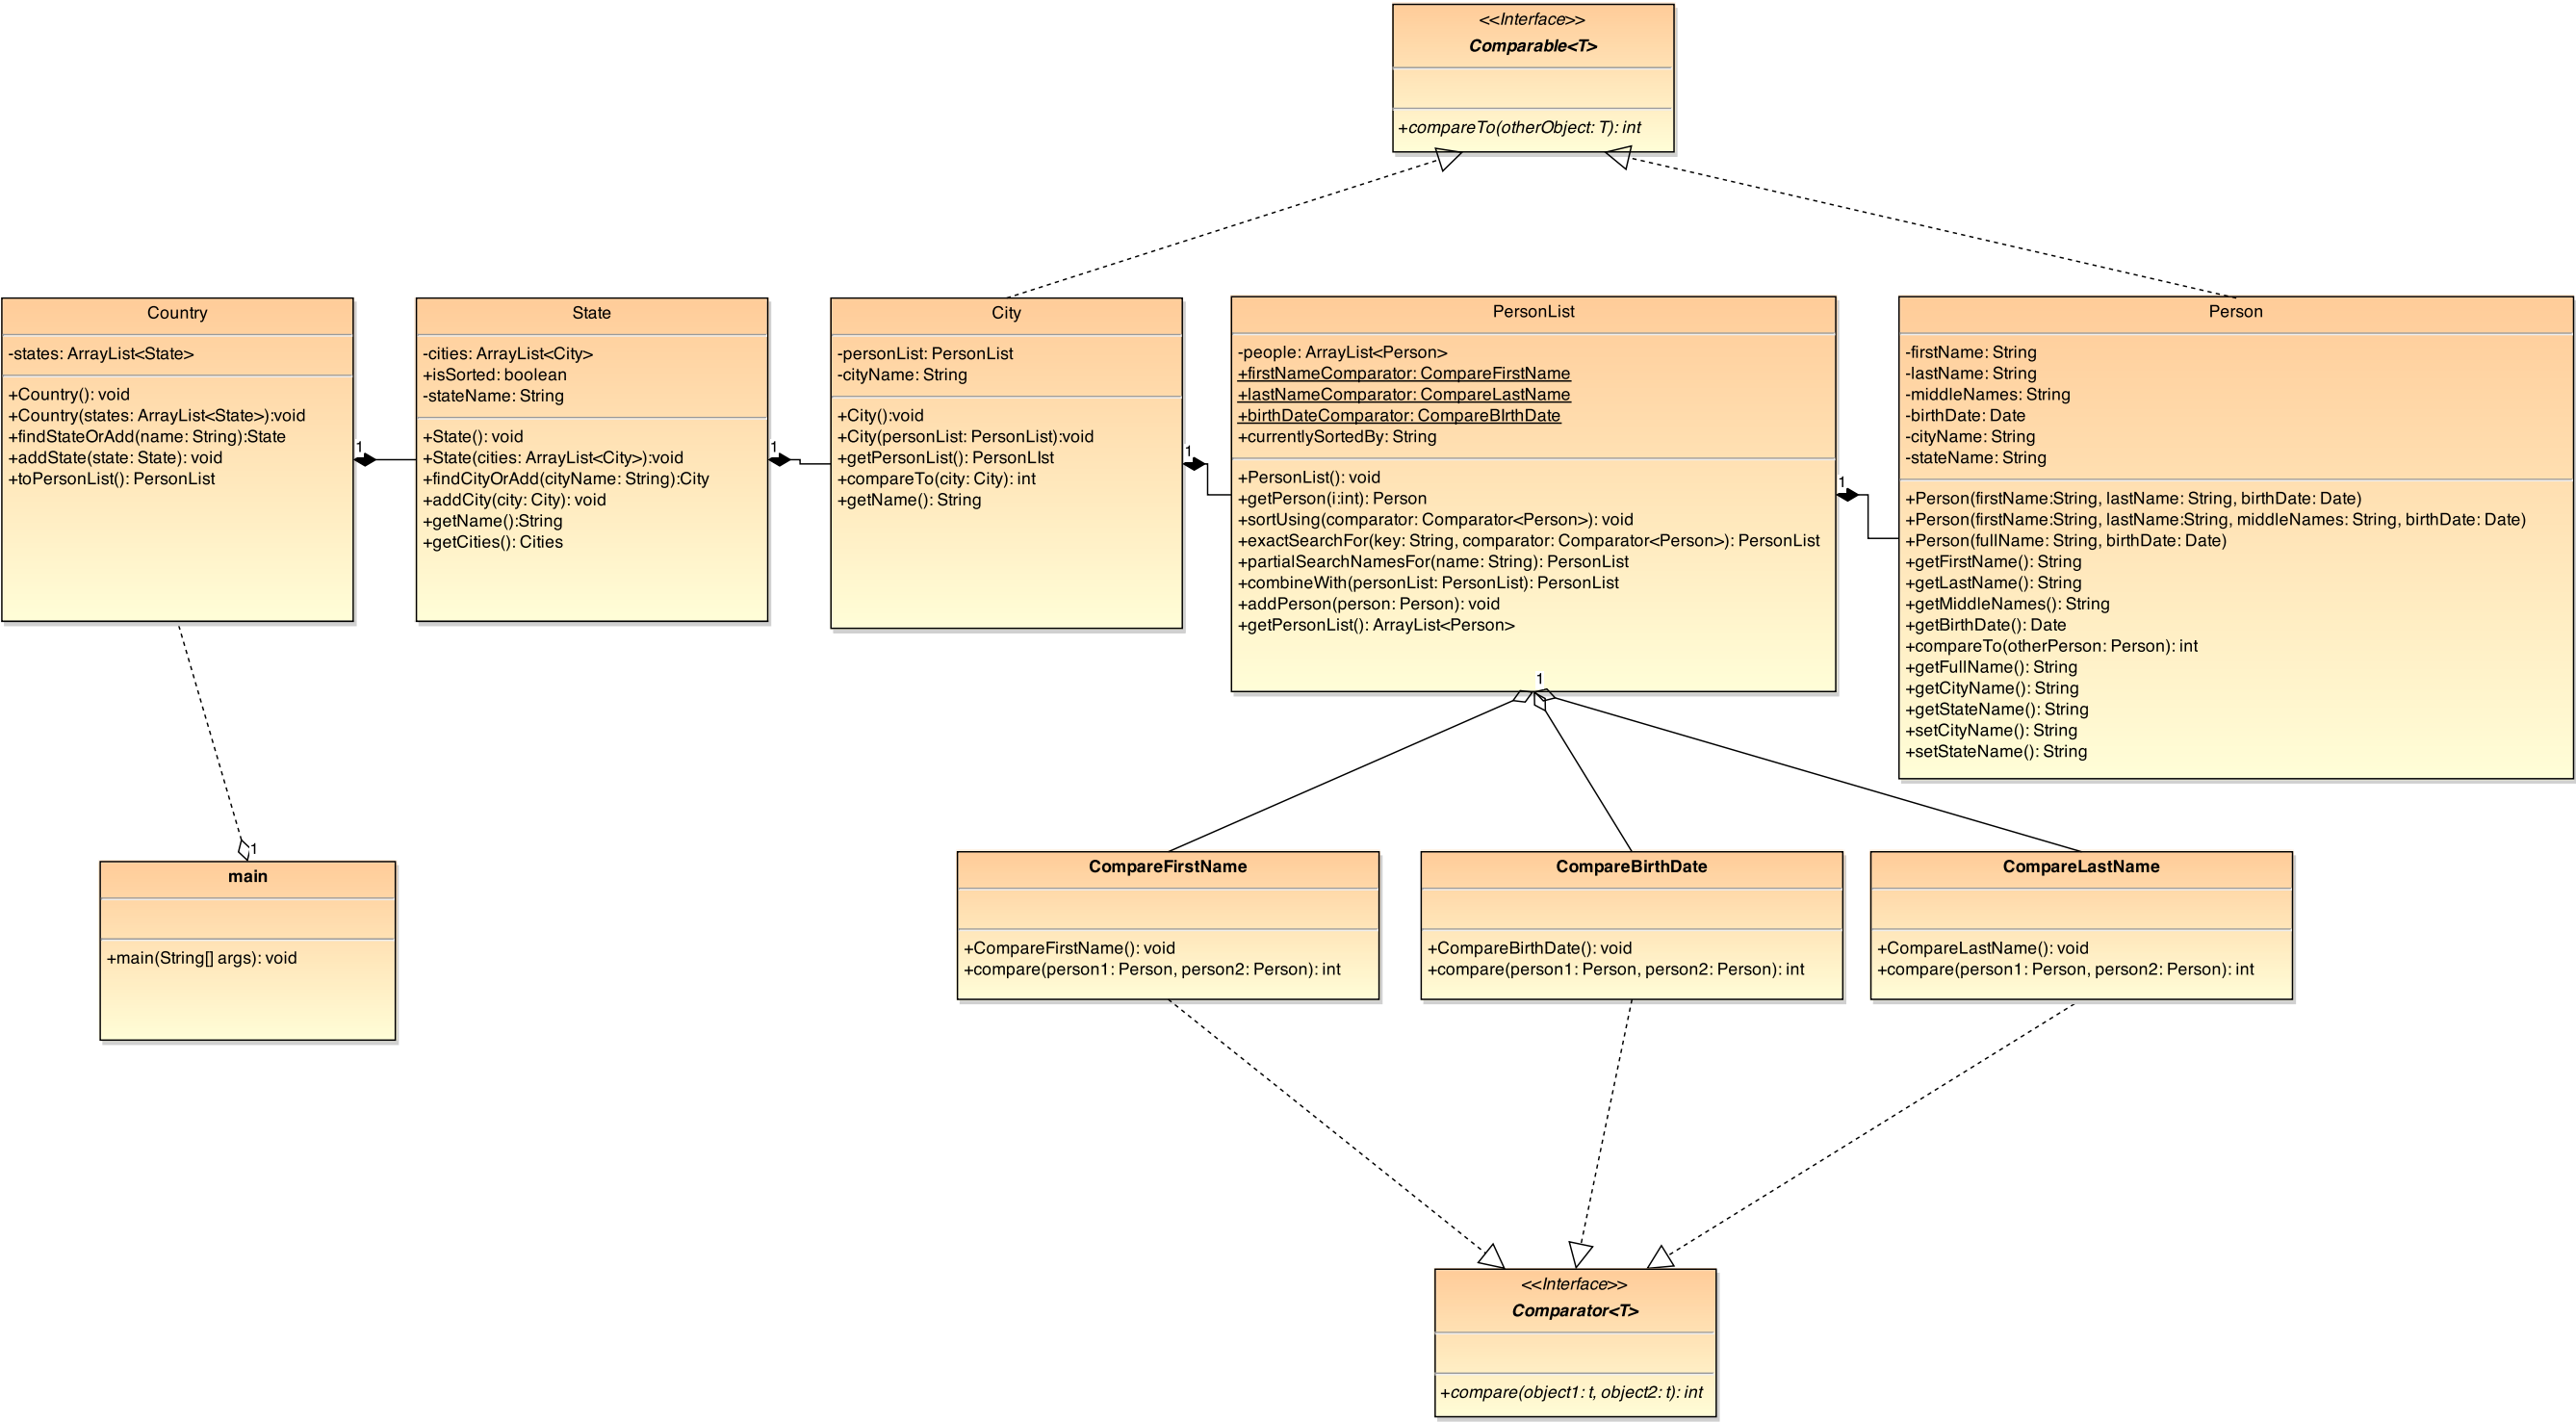 <<Interface>>
Comparable<T>
+compareTo(otherObject: T): int
Country
-states: ArrayList<State>
+Country(): void
+Country(states: ArrayList<State>):void
+findStateOrAdd(name: String):State
+addState(state: State): void
+toPersonList(): PersonList
1
State
-cities: ArrayList<City>
+isSorted: boolean
-stateName: String
+State(): void
+State(cities: ArrayList<City>):void
+findCityOrAdd(cityName: String):City
+addCity(city: City): void
+getName():String
+getCities(): Cities
1
City
-personList: PersonList
-cityName: String
+City():void
+City(personList: PersonList):void
+getPersonList(): PersonLIst
+compareTo(city: City): int
+getName(): String
1
PersonList
-people: ArrayList<Person>
+firstNameComparator: CompareFirstName
+lastNameComparator: CompareLastName
+birthDateComparator: CompareBIrthDate
+currentlySortedBy: String
+PersonList(): void
+getPerson(i:int): Person
+sortUsing(comparator: Comparator<Person>): void
+exactSearchFor(key: String, comparator: Comparator<Person>): PersonList
+partialSearchNamesFor(name: String): PersonList
+combineWith(personList: PersonList): PersonList
+addPerson(person: Person): void
+getPersonList(): ArrayList<Person>
1
1
Person
-firstName: String
-lastName: String
-middleNames: String
-birthDate: Date
-cityName: String
-stateName: String
+Person(firstName:String, lastName: String, birthDate: Date)
+Person(firstName:String, lastName:String, middleNames: String, birthDate: Date)
+Person(fullName: String, birthDate: Date)
+getFirstName(): String
+getLastName(): String
+getMiddleNames(): String
+getBirthDate(): Date
+compareTo(otherPerson: Person): int
+getFullName(): String
+getCityName(): String
+getStateName(): String
+setCityName(): String
+setStateName(): String
1
main
+main(String[] args): void
CompareFirstName
+CompareFirstName(): void
+compare(person1: Person, person2: Person): int
CompareBirthDate
+CompareBirthDate(): void
+compare(person1: Person, person2: Person): int
CompareLastName
+CompareLastName(): void
+compare(person1: Person, person2: Person): int
<<Interface>>
Comparator<T>
+compare(object1: t, object2: t): int